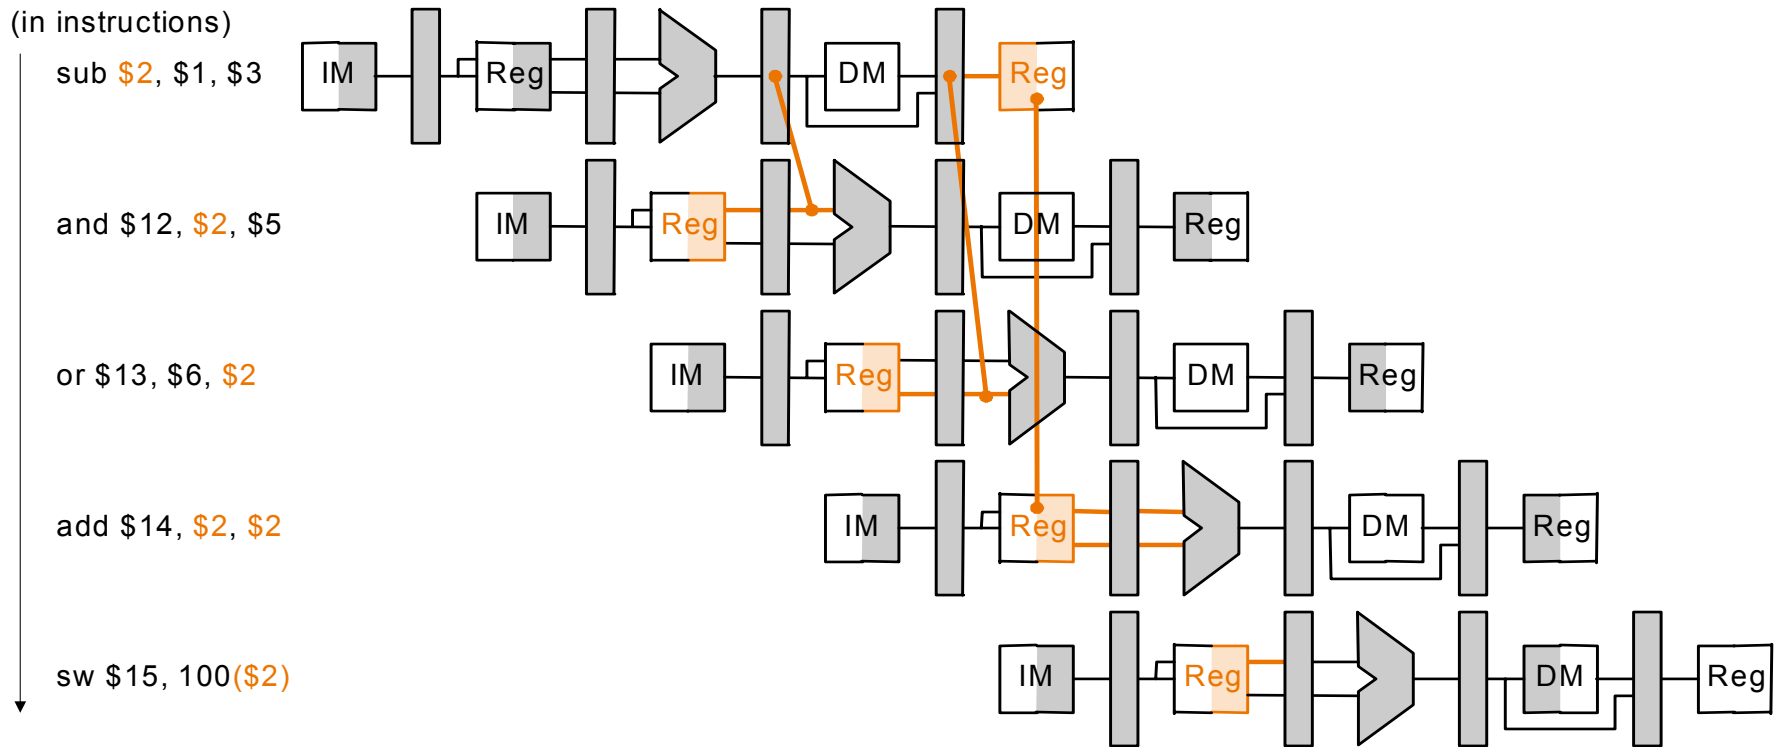 (in instructions)
sub $2, $1, $3 IM Reg DM Reg
and $12, $2, $5 IM Reg DM Reg
or $13, $6, $2 IM Reg DM Reg
add $14, $2, $2 IM Reg DM Reg
sw $15, 100($2) IM Reg DM Reg